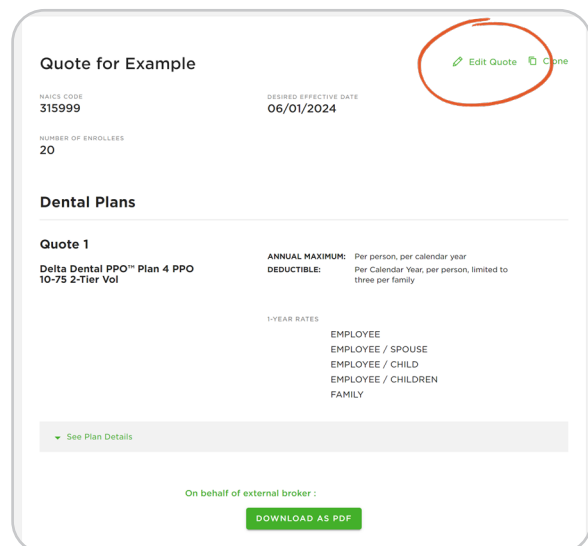 Quote for Example
Edit Quote
Clone
NAICS CODE
315999
DESIRED EFFECTIVE DATE
06/01/2024
NUMBER OF ENROLLEES
20
Dental Plans
Quote 1
Delta Dental PPO™ Plan 4 PPO
10-75 2-Tier Vol
ANNUAL MAXIMUM: Per person, per calendar year
DEDUCTIBLE: Per Calendar Year, per person, limited to
three per family
1-YEAR RATES
EMPLOYEE
EMPLOYEE / SPOUSE
EMPLOYEE / CHILD
EMPLOYEE / CHILDREN
FAMILY
See Plan Details
On behalf of external broker :
DOWNLOAD AS PDF